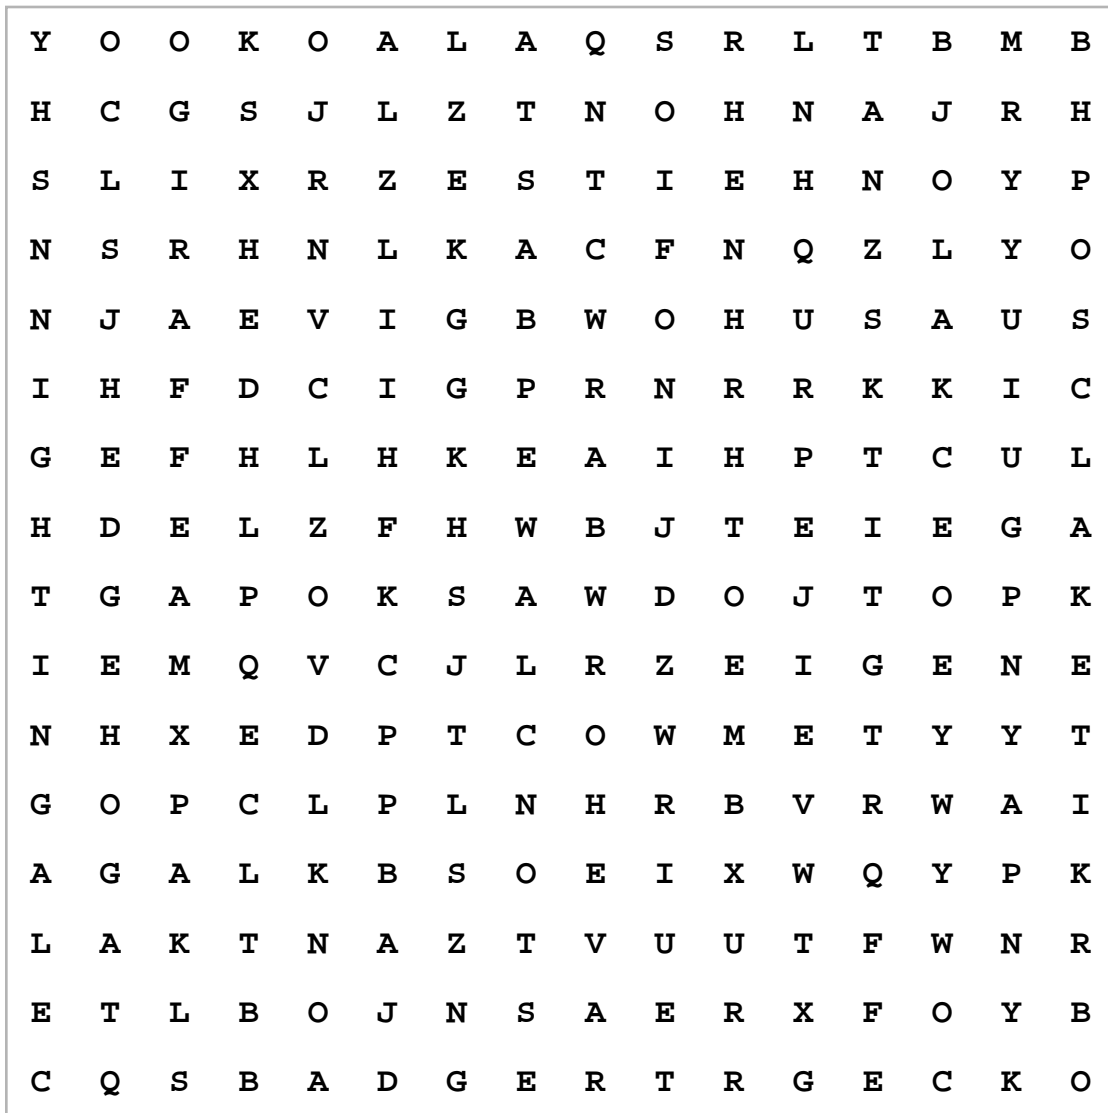 Y O O K O A L A Q S R L T B M B
H C G S J L Z T N O H N A J R H
S L I X R Z E S T I E H N O Y P
N S R H N L K A C F N Q Z L Y O
N J A E V I G B W O H U S A U S
I H F D C I G P R N R R K K I C
G E F H L H K E A I H P T C U L
H D E L Z F H W B J T E I E G A
T G A P O K S A W D O J T O P K
I E M Q V C J L R Z E I G E N E
N H X E D P T C O W M E T Y Y T
G O P C L P L N H R B V R W A I
A G A L K B S O E I X W Q Y P K
L A K T N A Z T V U U T F W N R
E T L B O J N S A E R X F O Y B
C Q S B A D G E R T R G E C K O